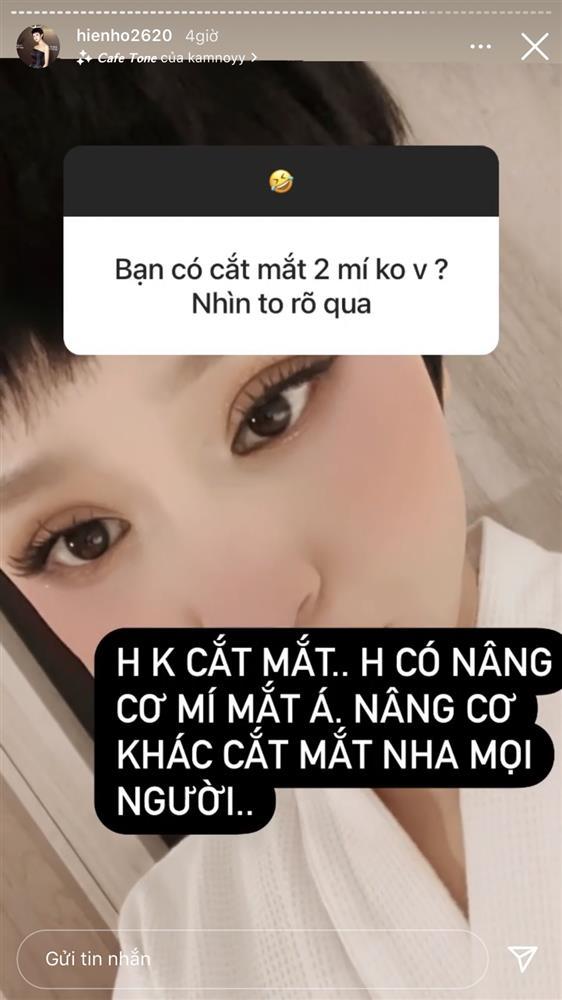 hienho2620 4giờ
Cafe Tone của kamnoyy >
🤣
Bạn có cắt mắt 2 mí ko v ?
Nhìn to rõ qua
H K CẮT MẮT.. H CÓ NÂNG
CƠ MÍ MẮT Á. NÂNG CƠ
KHÁC CẮT MẮT NHA MỌI
NGƯỜI..
Gửi tin nhắn